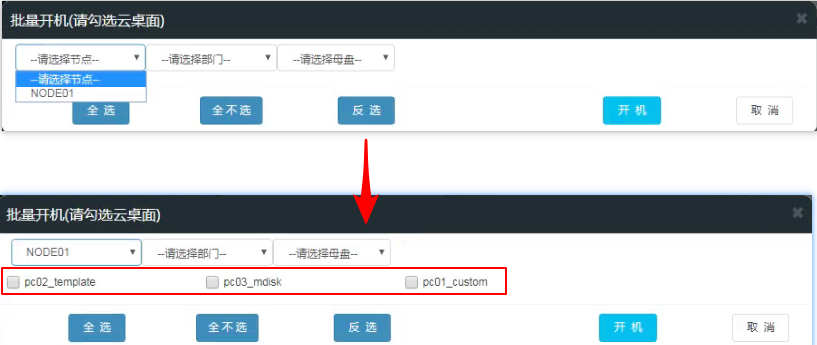 批量开机(请勾选云桌面)
--请选择节点-- --请选择部门-- --请选择母盘--
--请选择节点--
NODE01
全 选 全不选 反 选 开 机 取 消
批量开机(请勾选云桌面)
NODE01 --请选择部门-- --请选择母盘--
pc02_template pc03_mdisk pc01_custom
全 选 全不选 反 选 开 机 取 消